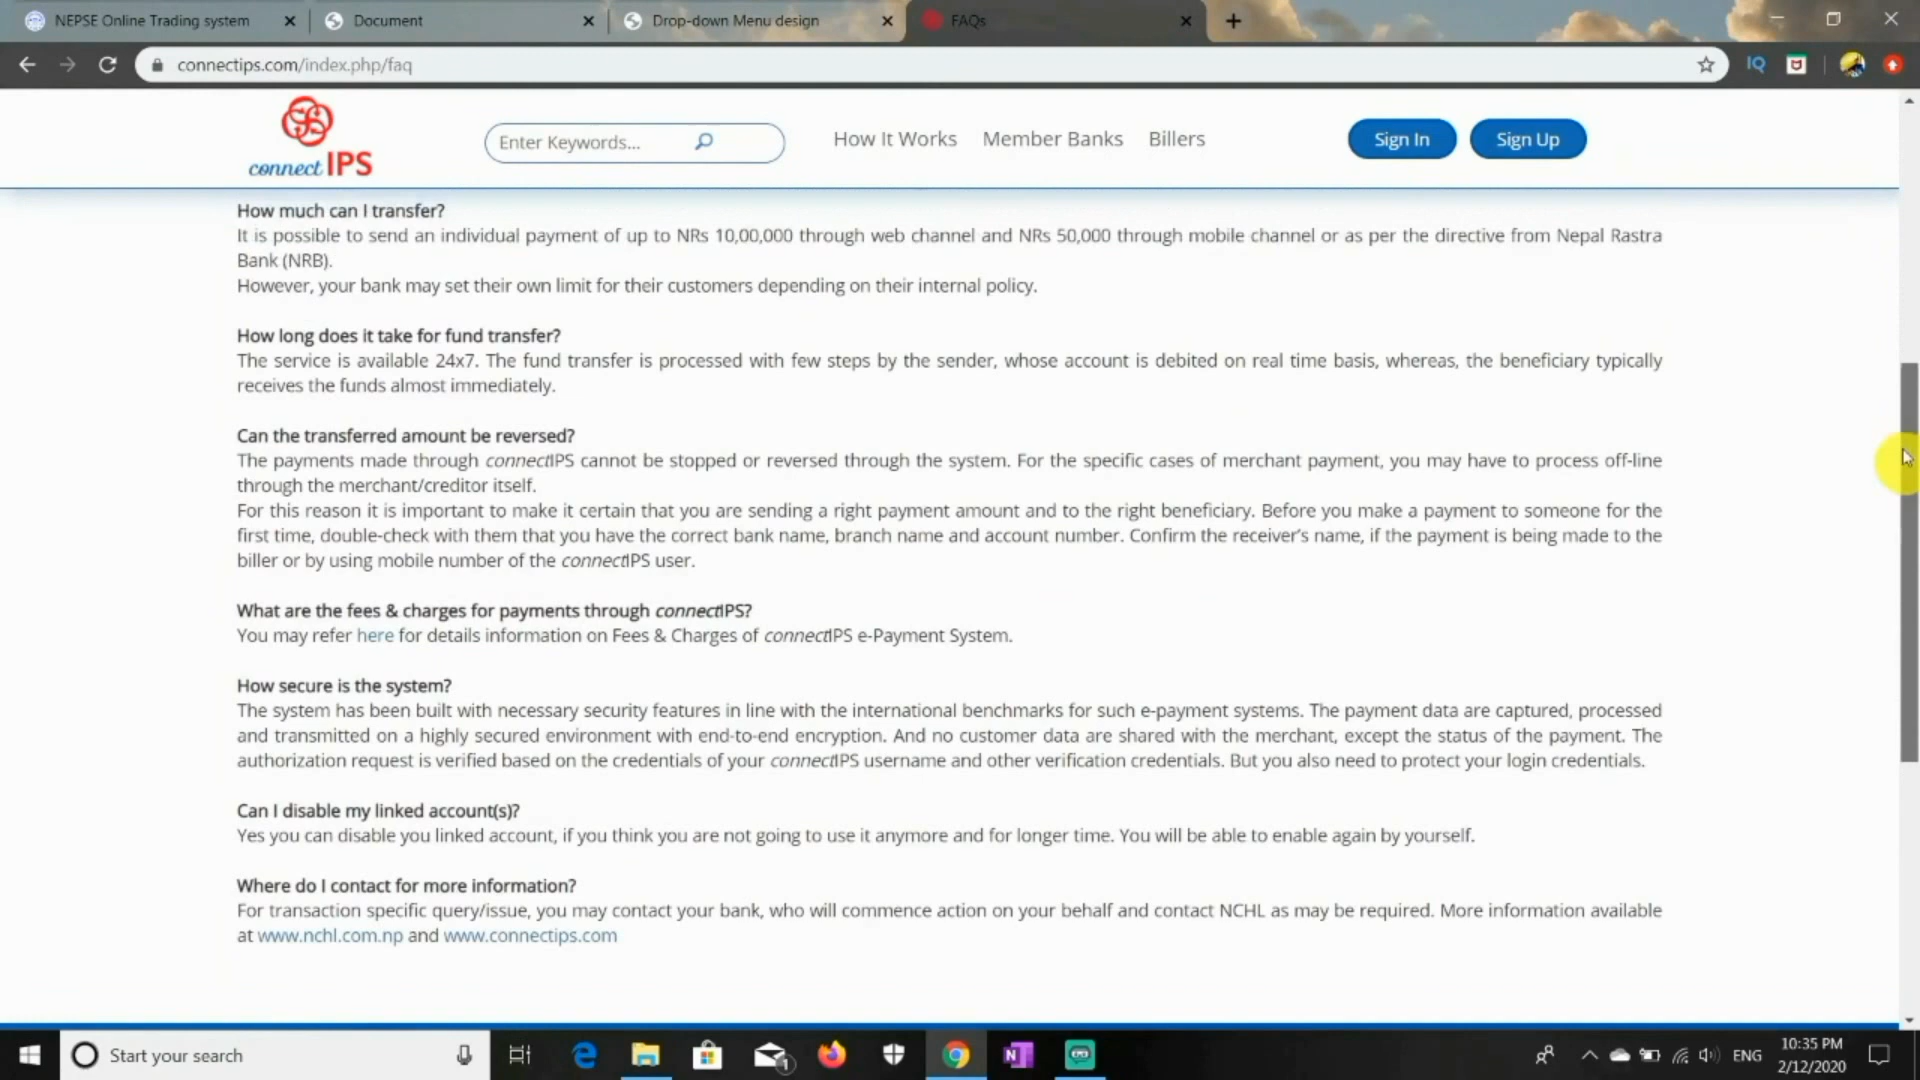 NEPSE Online Trading system
Document
Drop-down Menu design
FAQs
connectips.com/index.php/faq
IQ
connectIPS
Enter Keywords...
How It Works
Member Banks
Billers
Sign In
Sign Up
How much can I transfer?
It is possible to send an individual payment of up to NRs 10,00,000 through web channel and NRs 50,000 through mobile channel or as per the directive from Nepal Rastra
Bank (NRB).
However, your bank may set their own limit for their customers depending on their internal policy.
How long does it take for fund transfer?
The service is available 24x7. The fund transfer is processed with few steps by the sender, whose account is debited on real time basis, whereas, the beneficiary typically
receives the funds almost immediately.
Can the transferred amount be reversed?
The payments made through connectIPS cannot be stopped or reversed through the system. For the specific cases of merchant payment, you may have to process off-line
through the merchant/creditor itself.
For this reason it is important to make it certain that you are sending a right payment amount and to the right beneficiary. Before you make a payment to someone for the
first time, double-check with them that you have the correct bank name, branch name and account number. Confirm the receiver's name, if the payment is being made to the
biller or by using mobile number of the connectIPS user.
What are the fees & charges for payments through connectIPS?
You may refer here for details information on Fees & Charges of connectIPS e-Payment System.
How secure is the system?
The system has been built with necessary security features in line with the international benchmarks for such e-payment systems. The payment data are captured, processed
and transmitted on a highly secured environment with end-to-end encryption. And no customer data are shared with the merchant, except the status of the payment. The
authorization request is verified based on the credentials of your connectIPS username and other verification credentials. But you also need to protect your login credentials.
Can I disable my linked account(s)?
Yes you can disable you linked account, if you think you are not going to use it anymore and for longer time. You will be able to enable again by yourself.
Where do I contact for more information?
For transaction specific query/issue, you may contact your bank, who will commence action on your behalf and contact NCHL as may be required. More information available
at www.nchl.com.np and www.connectips.com
Start your search
1
N
ENG
10:35 PM
2/12/2020